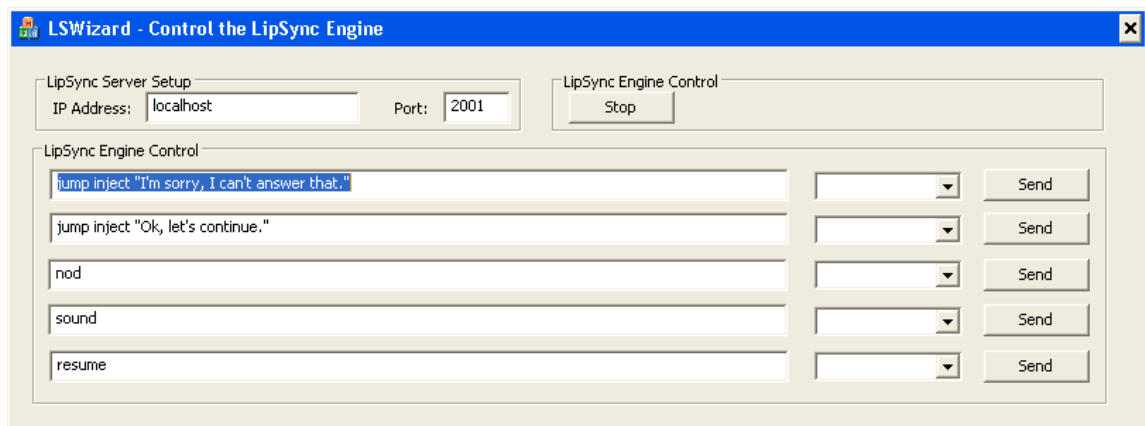 LSWizard - Control the LipSync Engine
LipSync Server Setup
IP Address: localhost Port: 2001
LipSync Engine Control
Stop
LipSync Engine Control
jump inject "I'm sorry, I can't answer that." Send
jump inject "Ok, let's continue." Send
nod Send
sound Send
resume Send